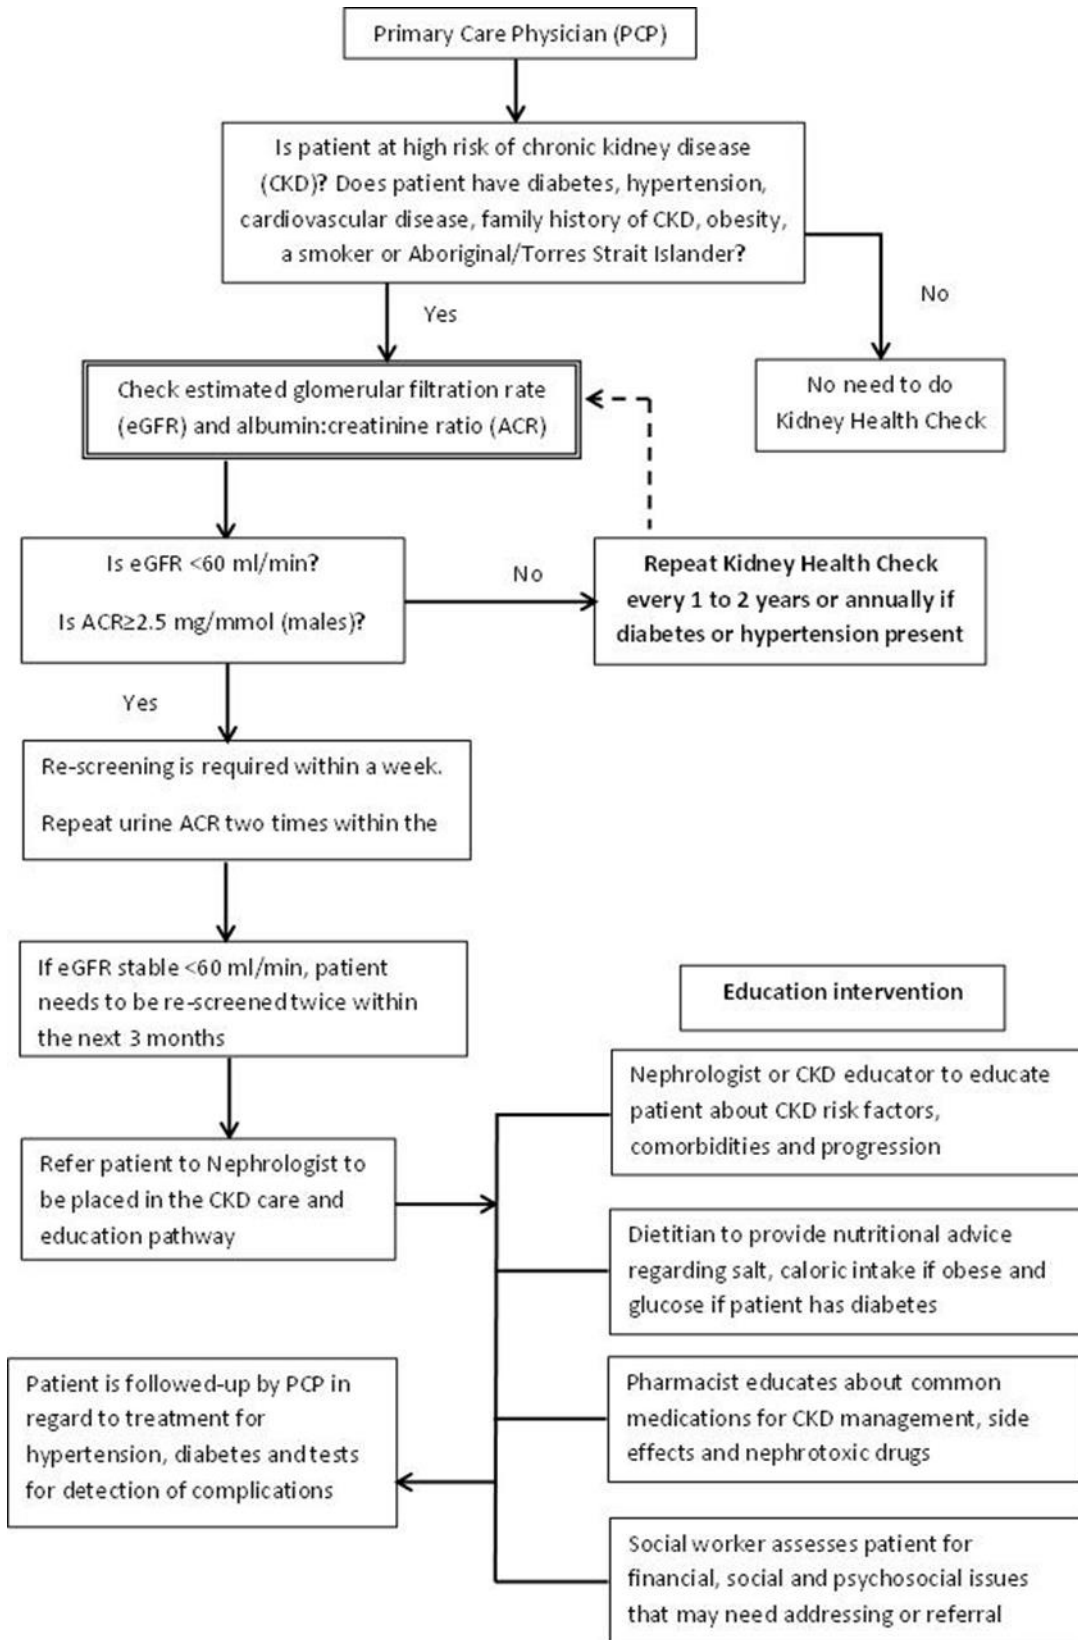 Primary Care Physician (PCP)
Is patient at high risk of chronic kidney disease
(CKD)? Does patient have diabetes, hypertension,
cardiovascular disease, family history of CKD, obesity,
a smoker or Aboriginal/Torres Strait Islander?
Yes
No
Check estimated glomerular filtration rate
(eGFR) and albumin:creatinine ratio (ACR)
No need to do
Kidney Health Check
Is eGFR <60 ml/min?
Is ACR≥2.5 mg/mmol (males)?
No
Repeat Kidney Health Check
every 1 to 2 years or annually if
diabetes or hypertension present
Yes
Re-screening is required within a week.
Repeat urine ACR two times within the
If eGFR stable <60 ml/min, patient
needs to be re-screened twice within
the next 3 months
Refer patient to Nephrologist to
be placed in the CKD care and
education pathway
Education intervention
Nephrologist or CKD educator to educate
patient about CKD risk factors,
comorbidities and progression
Dietitian to provide nutritional advice
regarding salt, caloric intake if obese and
glucose if patient has diabetes
Pharmacist educates about common
medications for CKD management, side
effects and nephrotoxic drugs
Social worker assesses patient for
financial, social and psychosocial issues
that may need addressing or referral
Patient is followed-up by PCP in
regard to treatment for
hypertension, diabetes and tests
for detection of complications